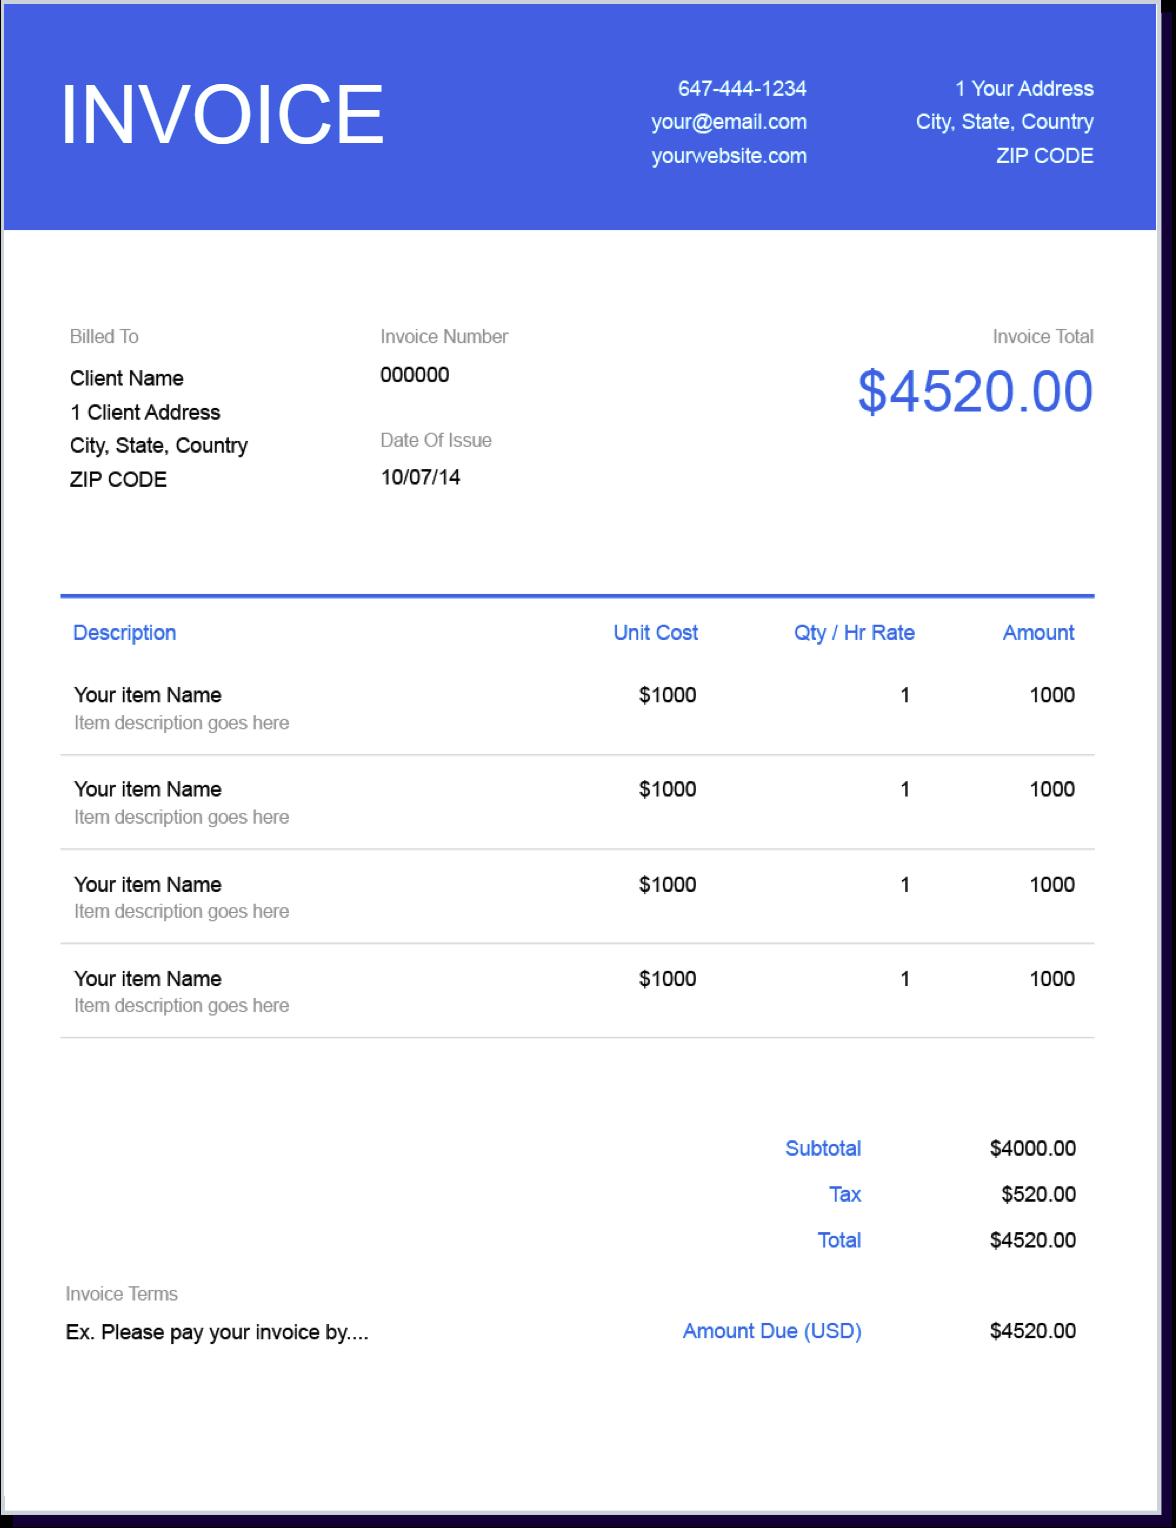 INVOICE
647-444-1234
your@email.com
yourwebsite.com
1 Your Address
City, State, Country
ZIP CODE
Billed To
Client Name
1 Client Address
City, State, Country
ZIP CODE
Invoice Number
000000
Date Of Issue
10/07/14
Invoice Total
$4520.00
Description Unit Cost Qty / Hr Rate Amount
Your item Name $1000 1 1000
Item description goes here
Your item Name $1000 1 1000
Item description goes here
Your item Name $1000 1 1000
Item description goes here
Your item Name $1000 1 1000
Item description goes here
Subtotal $4000.00
Tax $520.00
Total $4520.00
Invoice Terms
Ex. Please pay your invoice by....
Amount Due (USD) $4520.00